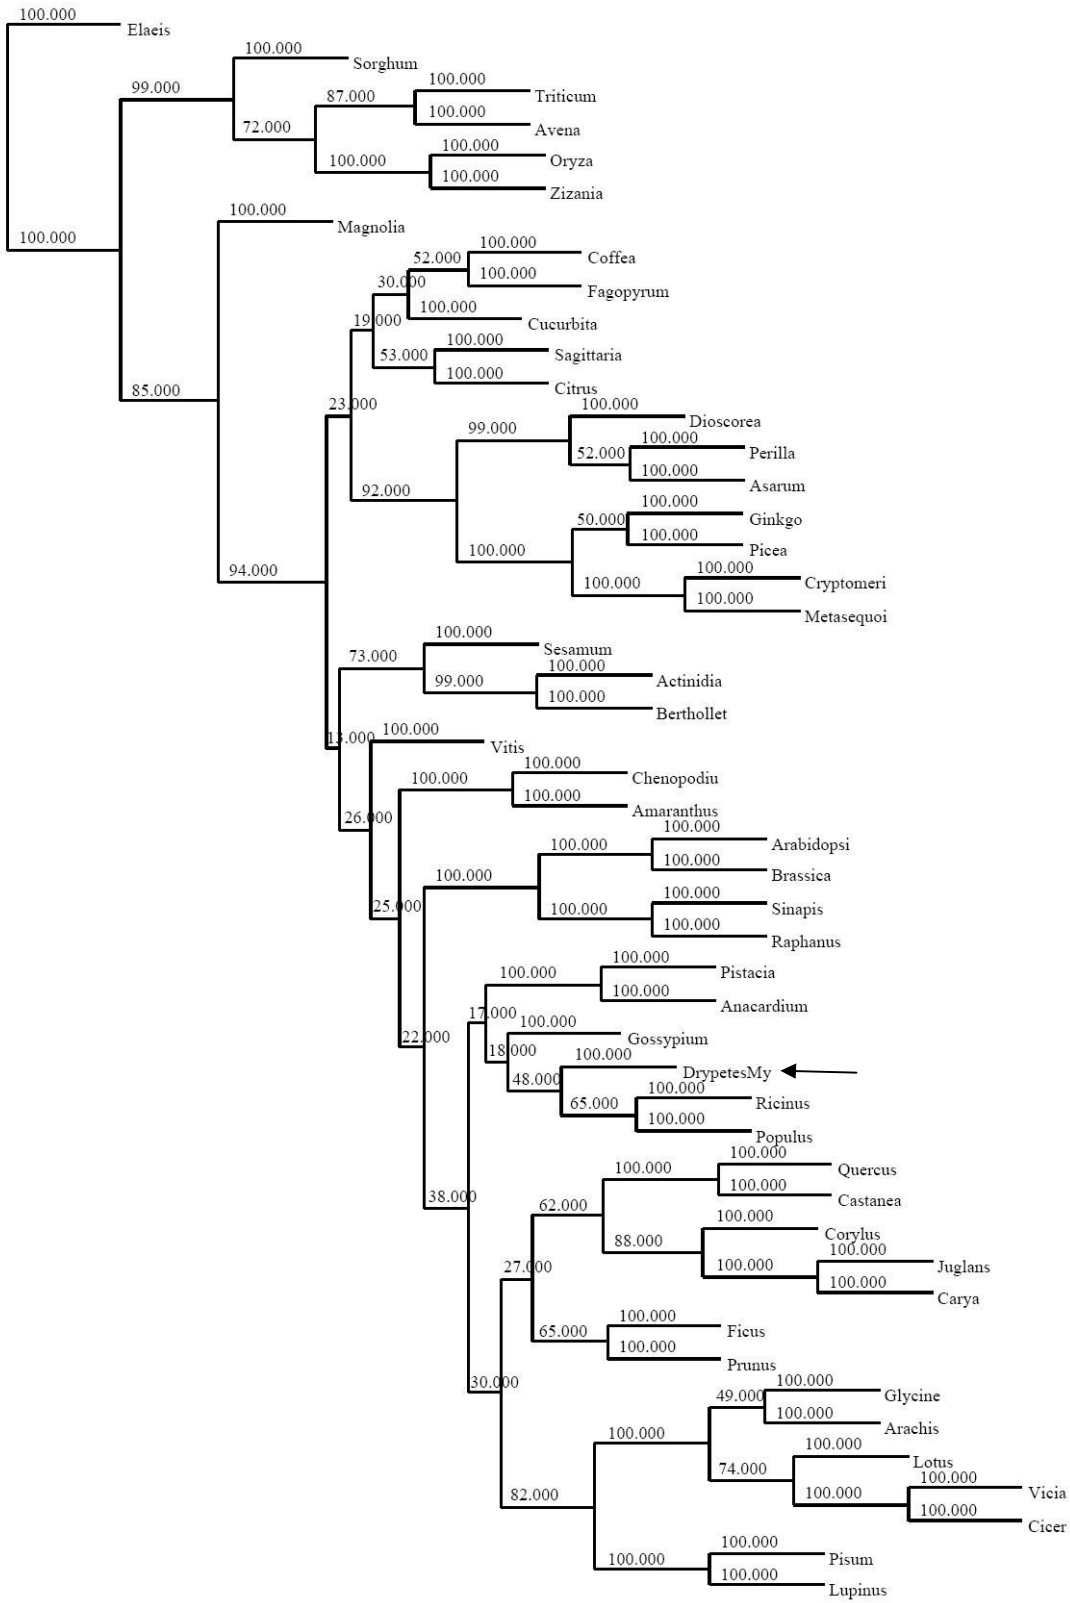 100.000
Elaeis
100.000
Sorghum
99.000
100.000
87.000
Triticum
100.000
72.000
Avena
100.000
100.000
Oryza
100.000
Zizania
100.000
Magnolia
100.000
100.000
52.000
Coffea
100.000
30.000
Fagopyrum
100.000
19.000
Cucurbita
100.000
53.000
Sagittaria
100.000
85.000
Citrus
23.000
100.000
Dioscorea
99.000
100.000
52.000
Perilla
100.000
92.000
Asarum
100.000
50.000
Ginkgo
100.000
100.000
Picea
94.000
100.000
100.000
Cryptomeri
100.000
Metasequoi
100.000
Sesamum
73.000
100.000
99.000
Actinidia
100.000
Berthollet
13.000
100.000
Vitis
100.000
100.000
Chenopodiu
100.000
Amaranthus
26.000
100.000
100.000
Arabidopsi
100.000
100.000
Brassica
100.000
25.000
100.000
Sinapis
100.000
Raphanus
100.000
100.000
Pistacia
100.000
17.000
Anacardium
100.000
22.000
Gossypium
18.000
100.000
DrypetesMy
48.000
100.000
65.000
Ricinus
100.000
Populus
100.000
100.000
Quercus
100.000
38.000
Castanea
62.000
100.000
88.000
Corylus
100.000
27.000
100.000
Juglans
100.000
Carya
100.000
65.000
Ficus
100.000
Prunus
30.000
100.000
49.000
Glycine
100.000
100.000
Arachis
100.000
74.000
Lotus
100.000
82.000
100.000
Vicia
100.000
Cicer
100.000
100.000
Pisum
100.000
Lupinus